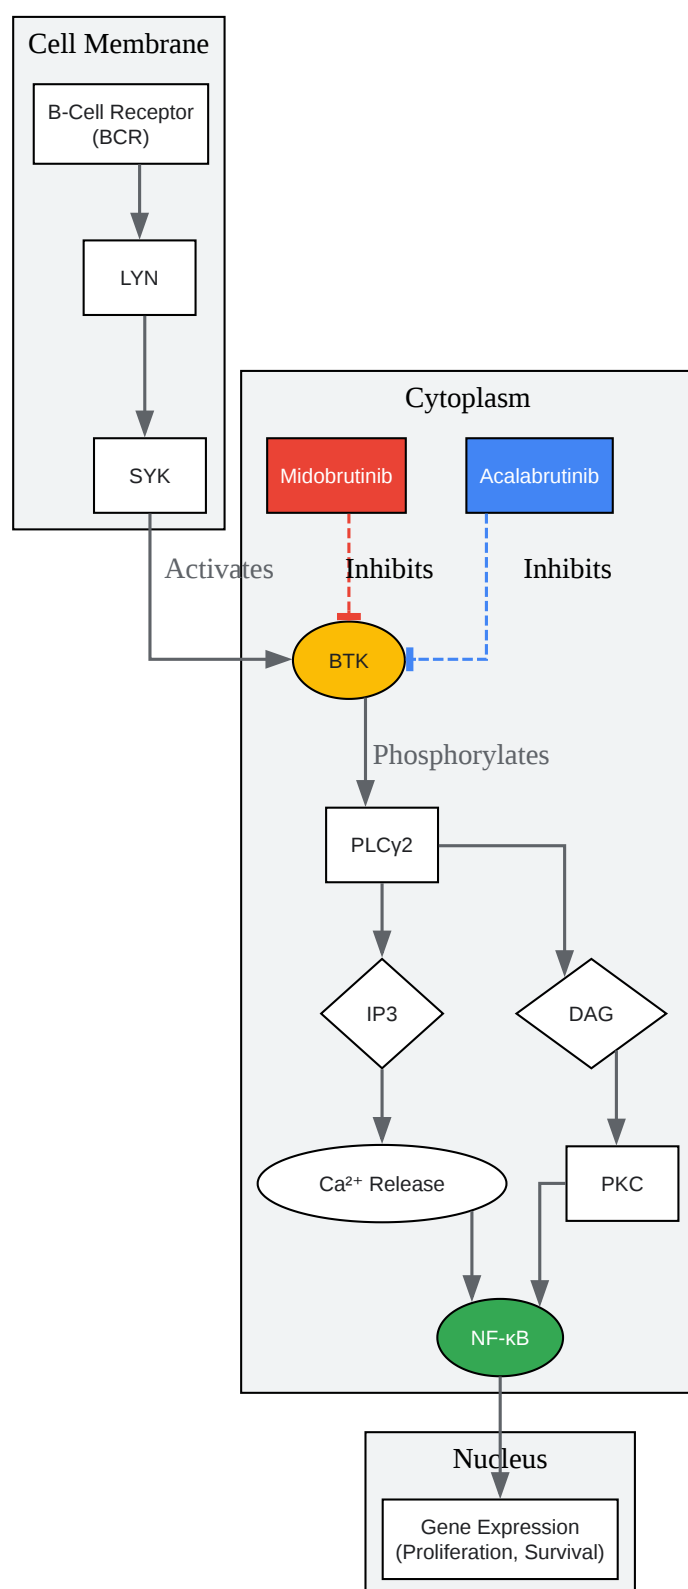 Cell Membrane
B-Cell Receptor
(BCR)
LYN
SYK
Cytoplasm
Midobrutinib
Acalabrutinib
Activates
Inhibits
Inhibits
BTK
Phosphorylates
PLCγ2
IP3
DAG
Ca²⁺ Release
PKC
NF-κB
Nucleus
Gene Expression
(Proliferation, Survival)